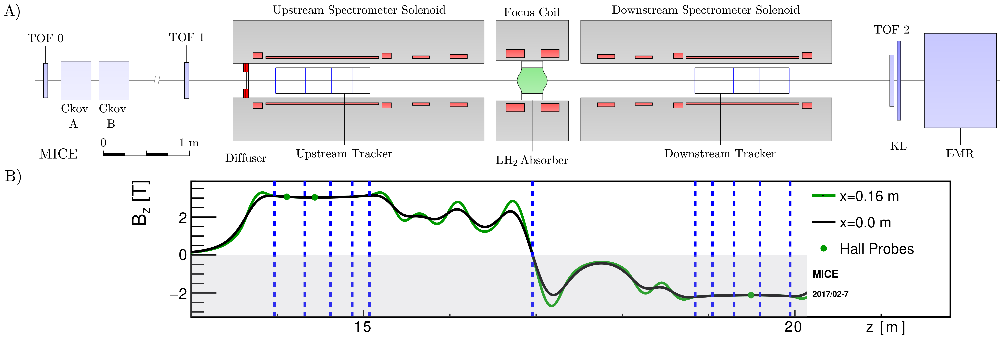 A)
Upstream Spectrometer Solenoid
Focus Coil
Downstream Spectrometer Solenoid
TOF 0
TOF 1
TOF 2
Ckov
A
Ckov
B
0
1 m
MICE
Diffuser
Upstream Tracker
LH₂ Absorber
Downstream Tracker
KL
EMR
B)
Bz [T]
2
0
−2
15
20
z [m]
x=0.16 m
x=0.0 m
Hall Probes
MICE
2017/02-7